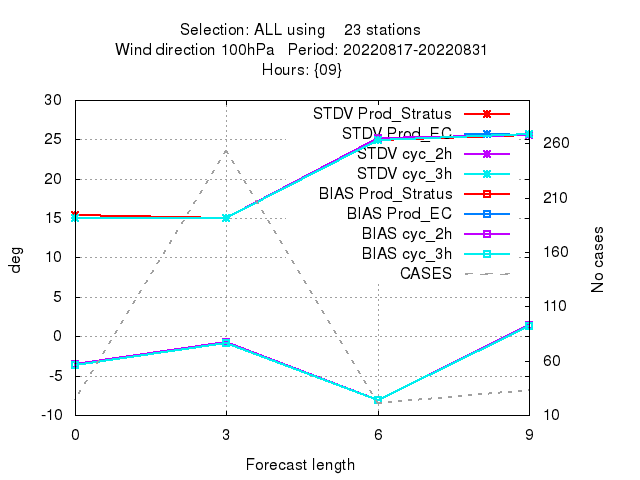 Selection: ALL using    23 stations
Wind direction 100hPa   Period: 20220817-20220831
Hours: {09}
STDV Prod_Stratus
STDV Prod_EC
STDV cyc_2h
STDV cyc_3h
BIAS Prod_Stratus
BIAS Prod_EC
BIAS cyc_2h
BIAS cyc_3h
CASES
30
25
20
15
10
5
0
-5
-10
deg
260
210
160
110
60
10
No cases
0 3 6 9
Forecast length